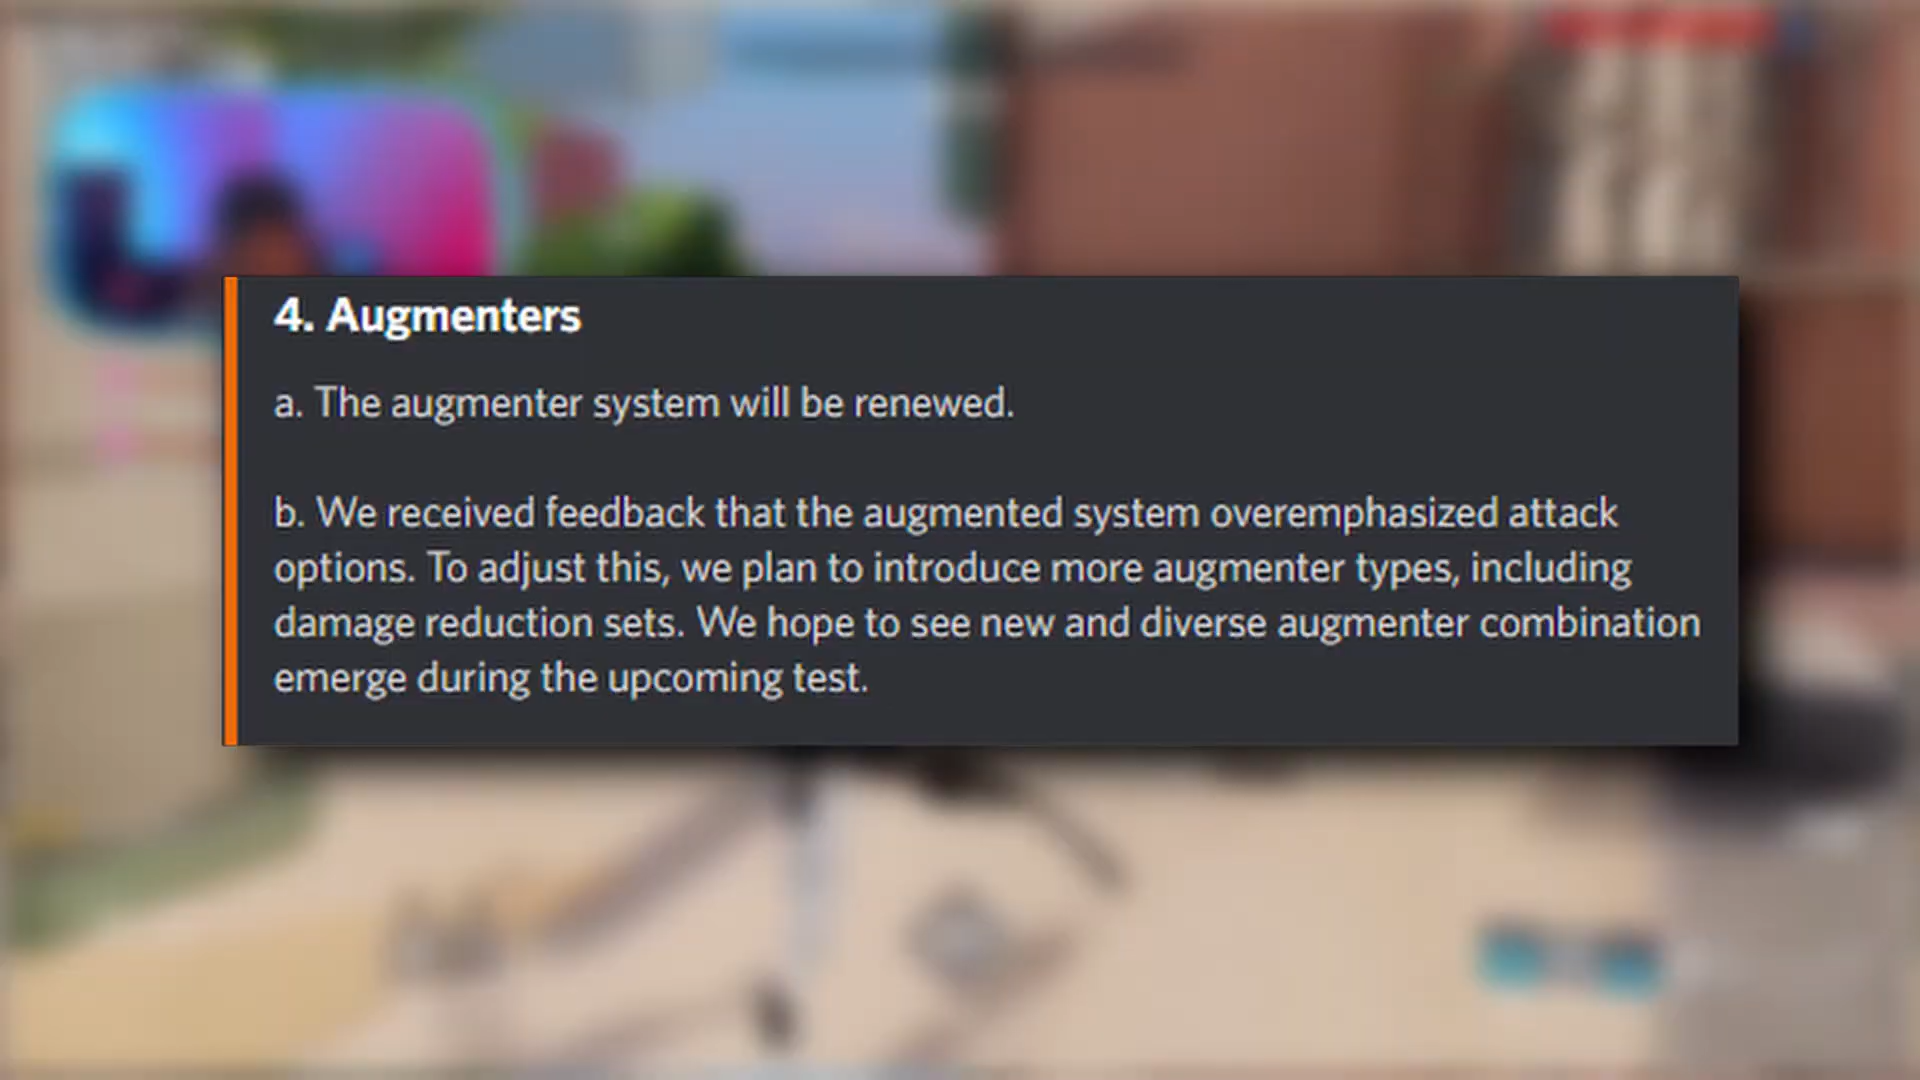 4. Augmenters
a. The augmenter system will be renewed.
b. We received feedback that the augmented system overemphasized attack
options. To adjust this, we plan to introduce more augmenter types, including
damage reduction sets. We hope to see new and diverse augmenter combination
emerge during the upcoming test.